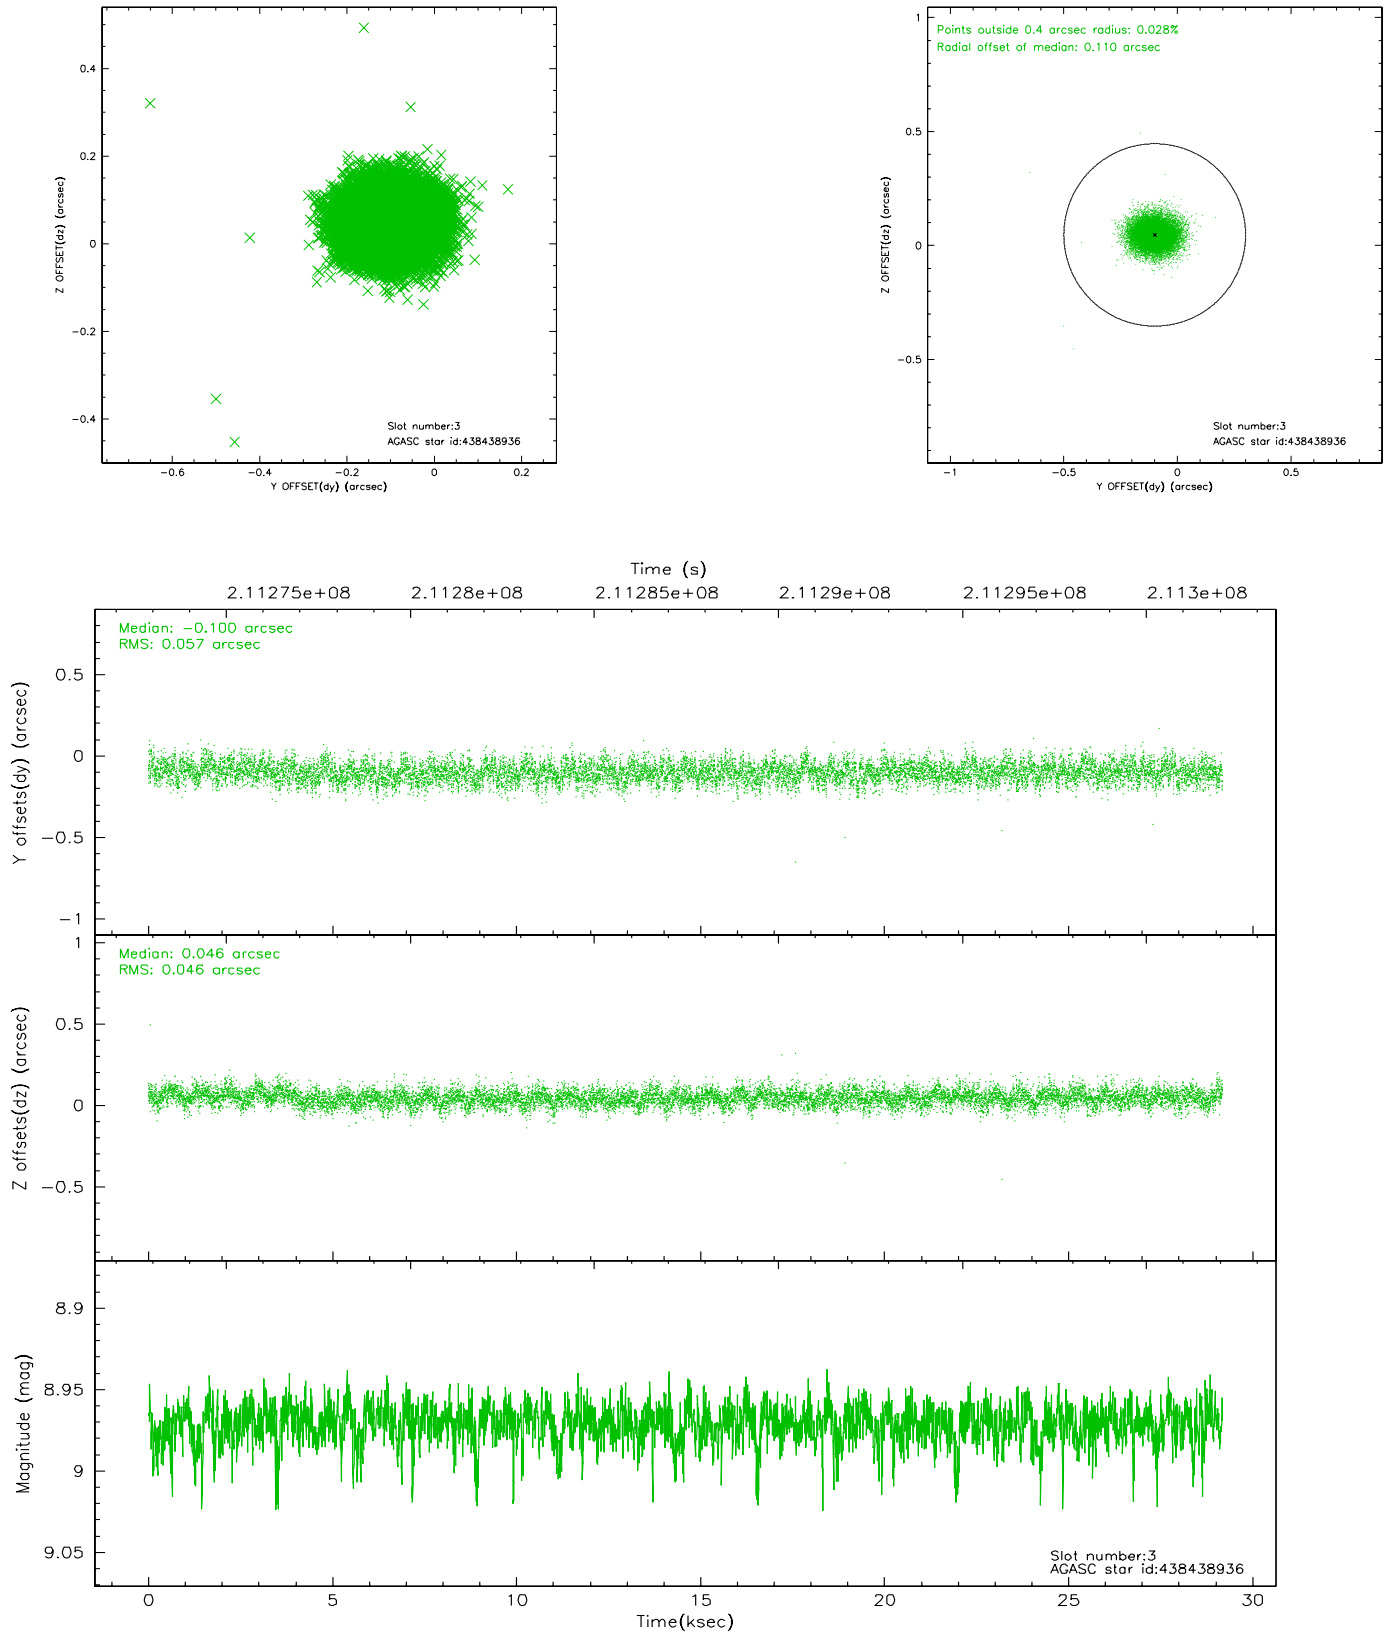 0.4
0.2
0
−0.2
−0.4
Z OFFSET(dz) (arcsec)
Slot number:3
AGASC star id:438438936
−0.6 −0.4 −0.2 0 0.2
Y OFFSET(dy) (arcsec)
Points outside 0.4 arcsec radius: 0.028%
Radial offset of median: 0.110 arcsec
1
0.5
0
−0.5
Z OFFSET(dz) (arcsec)
Slot number:3
AGASC star id:438438936
−1 −0.5 0 0.5
Y OFFSET(dy) (arcsec)
Time (s)
2.11275e+08 2.1128e+08 2.11285e+08 2.1129e+08 2.11295e+08 2.113e+08
Median: −0.100 arcsec
RMS: 0.057 arcsec
0.5
0
−0.5
−1
Y offsets(dy) (arcsec)
Median: 0.046 arcsec
RMS: 0.046 arcsec
1
0.5
0
−0.5
Z offsets(dz) (arcsec)
8.9
8.95
9
9.05
Magnitude (mag)
Slot number:3
AGASC star id:438438936
0 5 10 15 20 25 30
Time(ksec)